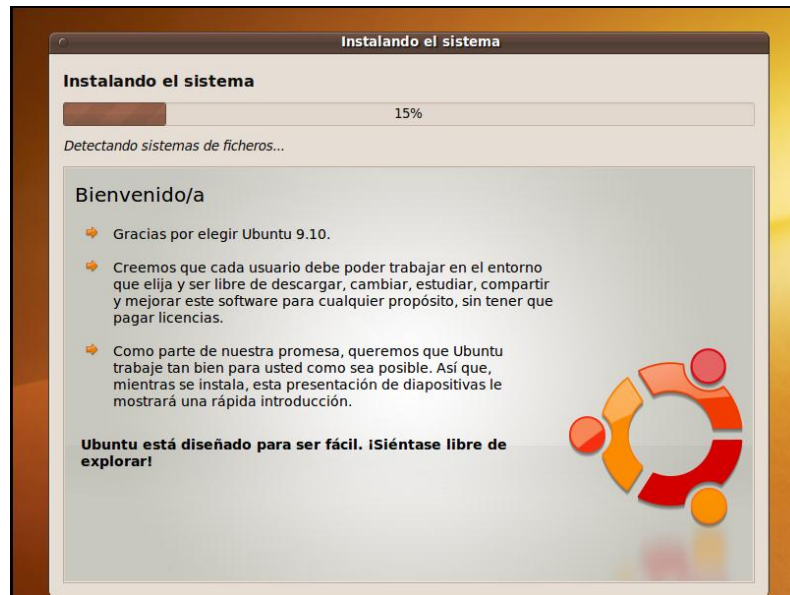 Instalando el sistema
Instalando el sistema
15%
Detectando sistemas de ficheros...
Bienvenido/a
Gracias por elegir Ubuntu 9.10.
Creemos que cada usuario debe poder trabajar en el entorno
que elija y ser libre de descargar, cambiar, estudiar, compartir
y mejorar este software para cualquier propósito, sin tener que
pagar licencias.
Como parte de nuestra promesa, queremos que Ubuntu
trabaje tan bien para usted como sea posible. Así que,
mientras se instala, esta presentación de diapositivas le
mostrará una rápida introducción.
Ubuntu está diseñado para ser fácil. ¡Siéntase libre de
explorar!